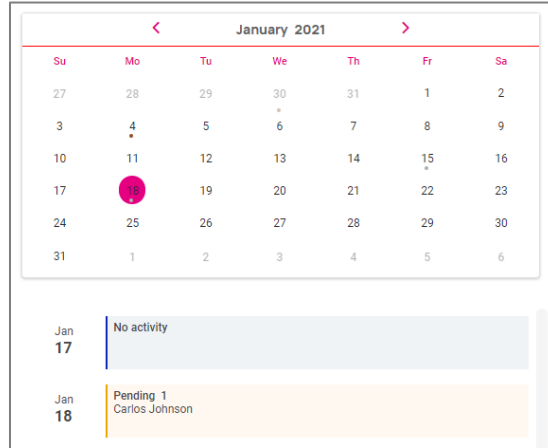 January 2021
Su Mo Tu We Th Fr Sa
27 28 29 30 31 1 2
3 4 5 6 7 8 9
10 11 12 13 14 15 16
17 18 19 20 21 22 23
24 25 26 27 28 29 30
31 1 2 3 4 5 6
Jan
17
No activity
Jan
18
Pending 1
Carlos Johnson